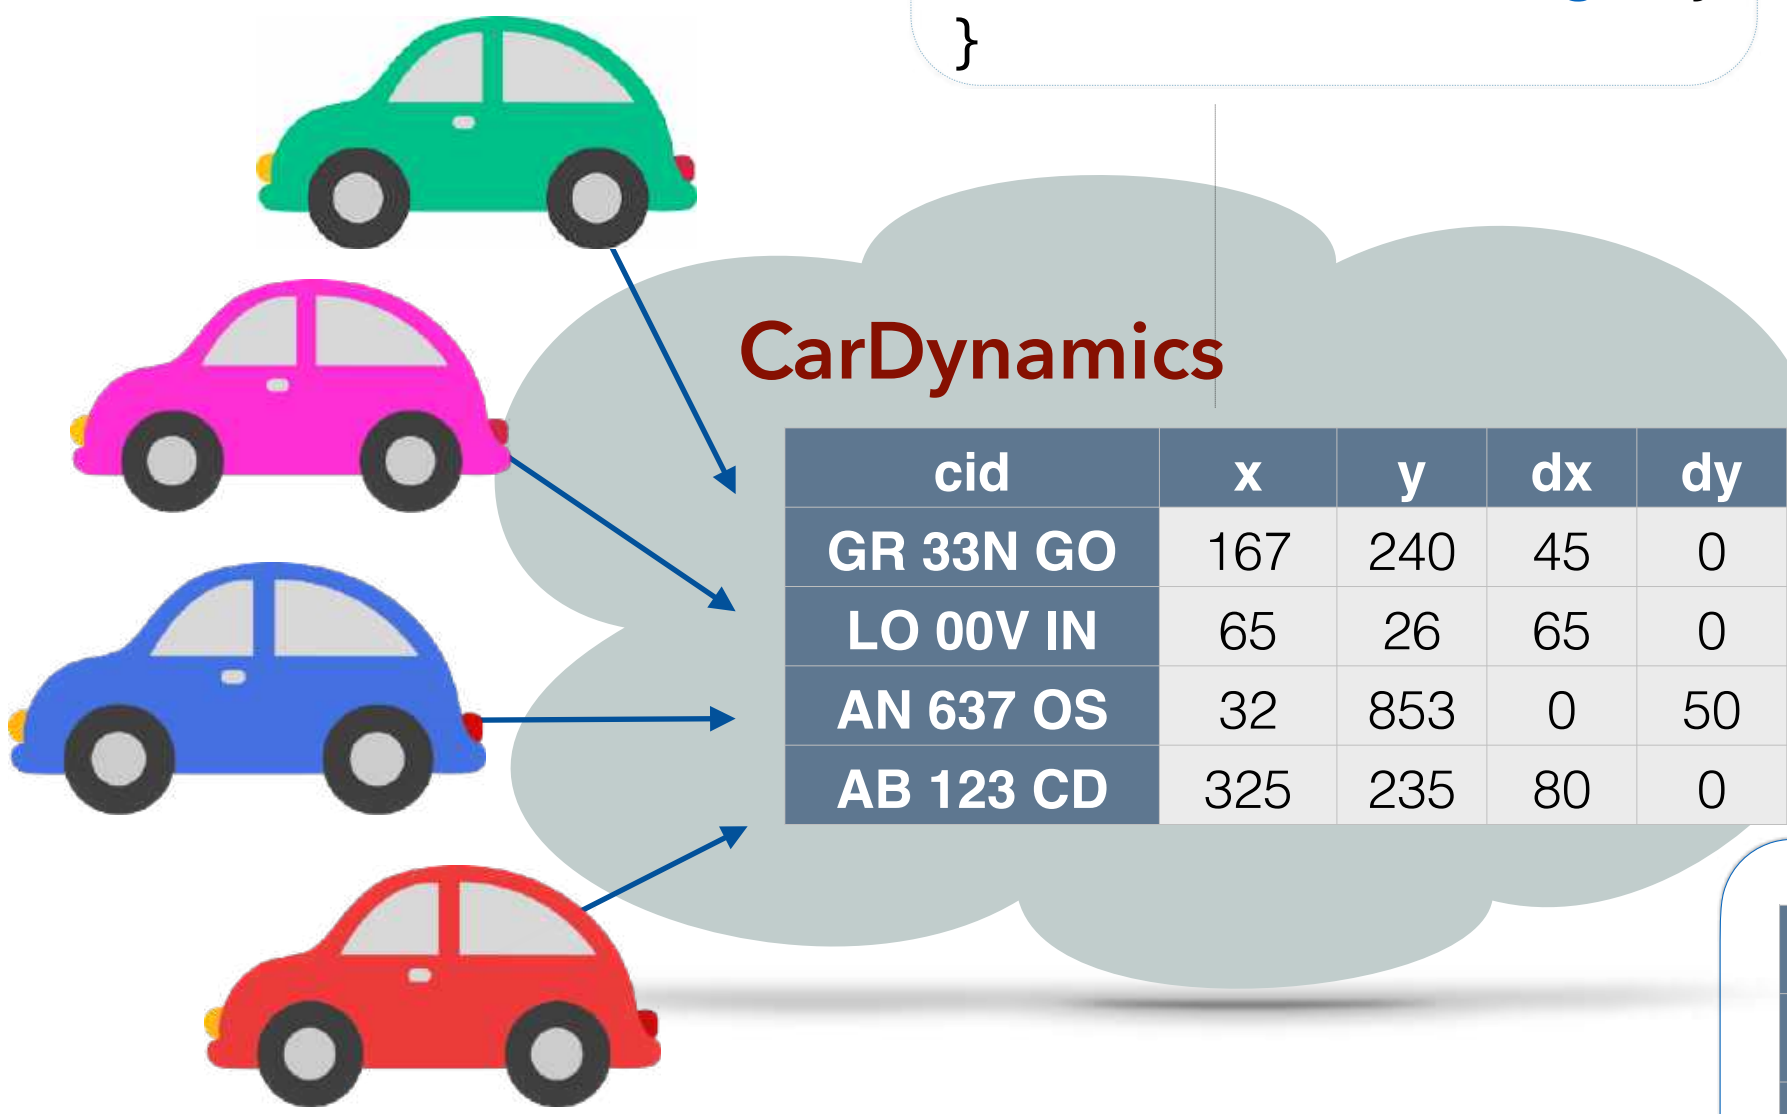 }
CarDynamics
cid x y dx dy
GR 33N GO 167 240 45 0
LO 00V IN 65 26 65 0
AN 637 OS 32 853 0 50
AB 123 CD 325 235 80 0